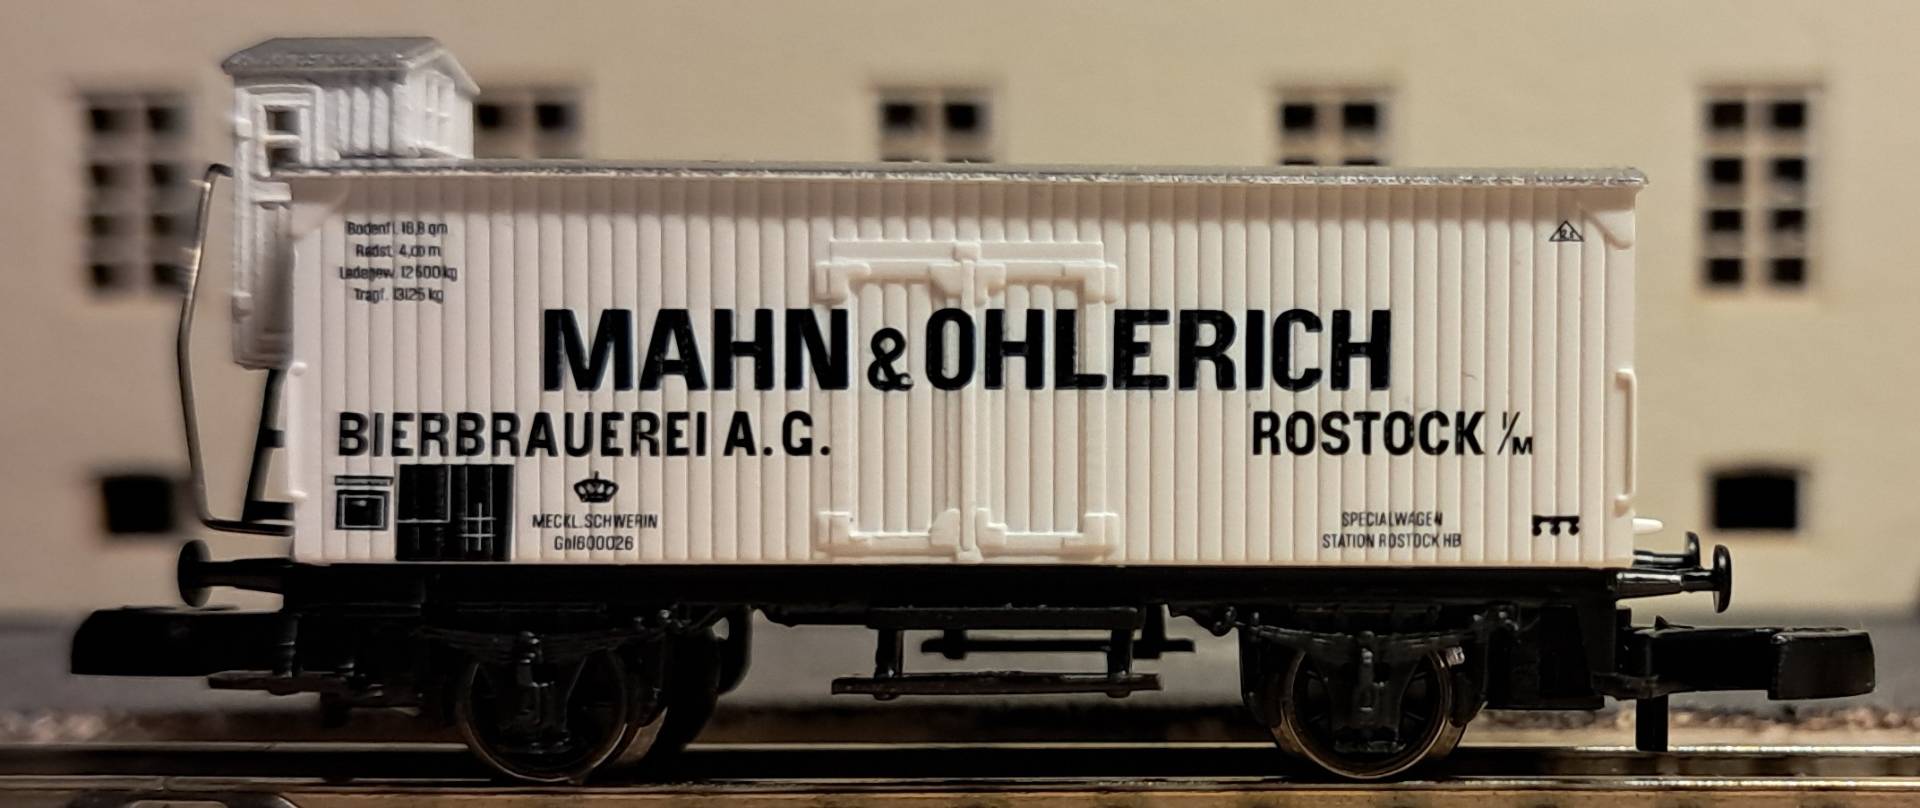 Bodenfl. 18,8 qm
Radst. 4,00 m
Ladegew. 12500 kg
Tragf. 13125 kg
MAHN & OHLERICH
BIERBRAUEREI A.G.
ROSTOCK I/M
MECKL. SCHWERIN
Gnl600026
SPECIALWAGEN
STATION ROSTOCK HB